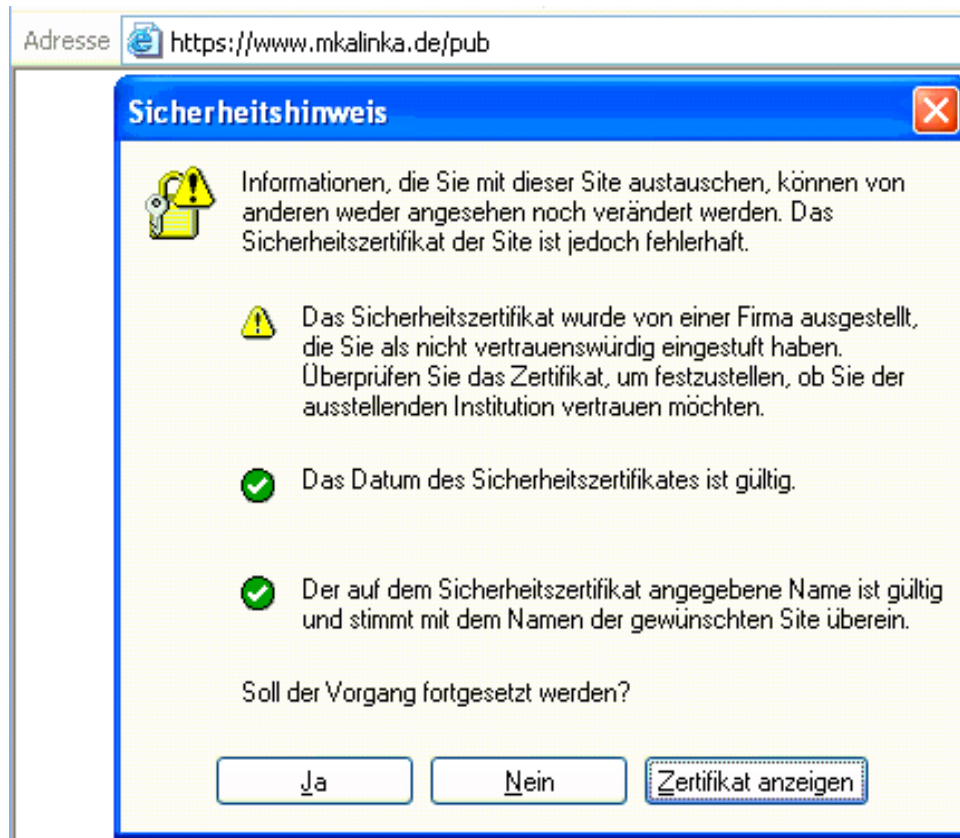 Adresse https://www.mkalinka.de/pub
Sicherheitshinweis
Informationen, die Sie mit dieser Site austauschen, können von
anderen weder angesehen noch verändert werden. Das
Sicherheitszertifikat der Site ist jedoch fehlerhaft.
Das Sicherheitszertifikat wurde von einer Firma ausgestellt,
die Sie als nicht vertrauenswürdig eingestuft haben.
Überprüfen Sie das Zertifikat, um festzustellen, ob Sie der
ausstellenden Institution vertrauen möchten.
Das Datum des Sicherheitszertifikates ist gültig.
Der auf dem Sicherheitszertifikat angegebene Name ist gültig
und stimmt mit dem Namen der gewünschten Site überein.
Soll der Vorgang fortgesetzt werden?
Ja Nein Zertifikat anzeigen